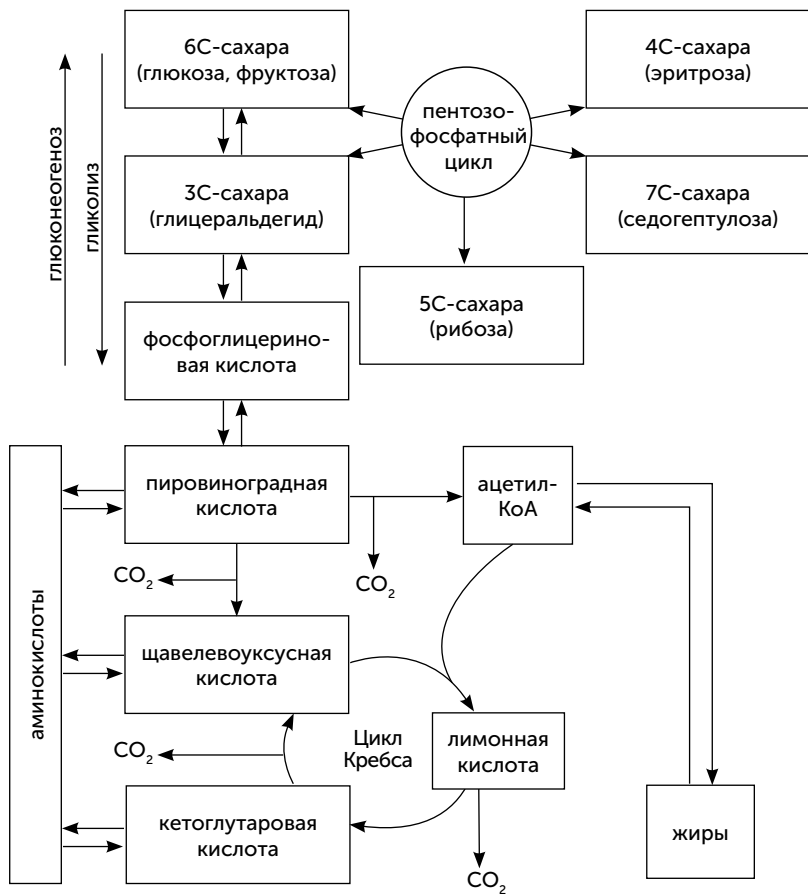 6С-сахара
(глюкоза, фруктоза)
4С-сахара
(эритроза)
пентозо-
фосфатный
цикл
глюконеогеноз
гликолиз
3С-сахара
(глицеральдегид)
7С-сахара
(седогептулоза)
5С-сахара
(рибоза)
фосфоглицерино-
вая кислота
аминокислоты
пировиноградная
кислота
ацетил-
КоА
CO₂
CO₂
щавелевоуксусная
кислота
CO₂
Цикл
Кребса
лимонная
кислота
кетоглутаровая
кислота
жиры
CO₂